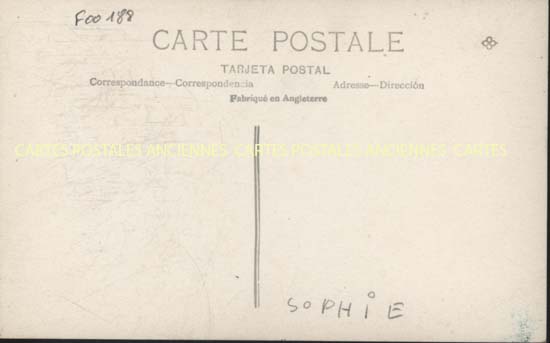 FOO 188
CARTE POSTALE
TARJETA POSTAL
Correspondance—Correspondencia Adresse—Dirección
Fabriqué en Angleterre
CARTES POSTALES ANCIENNES CARTES POSTALES ANCIENNES CARTES
SOPHIE